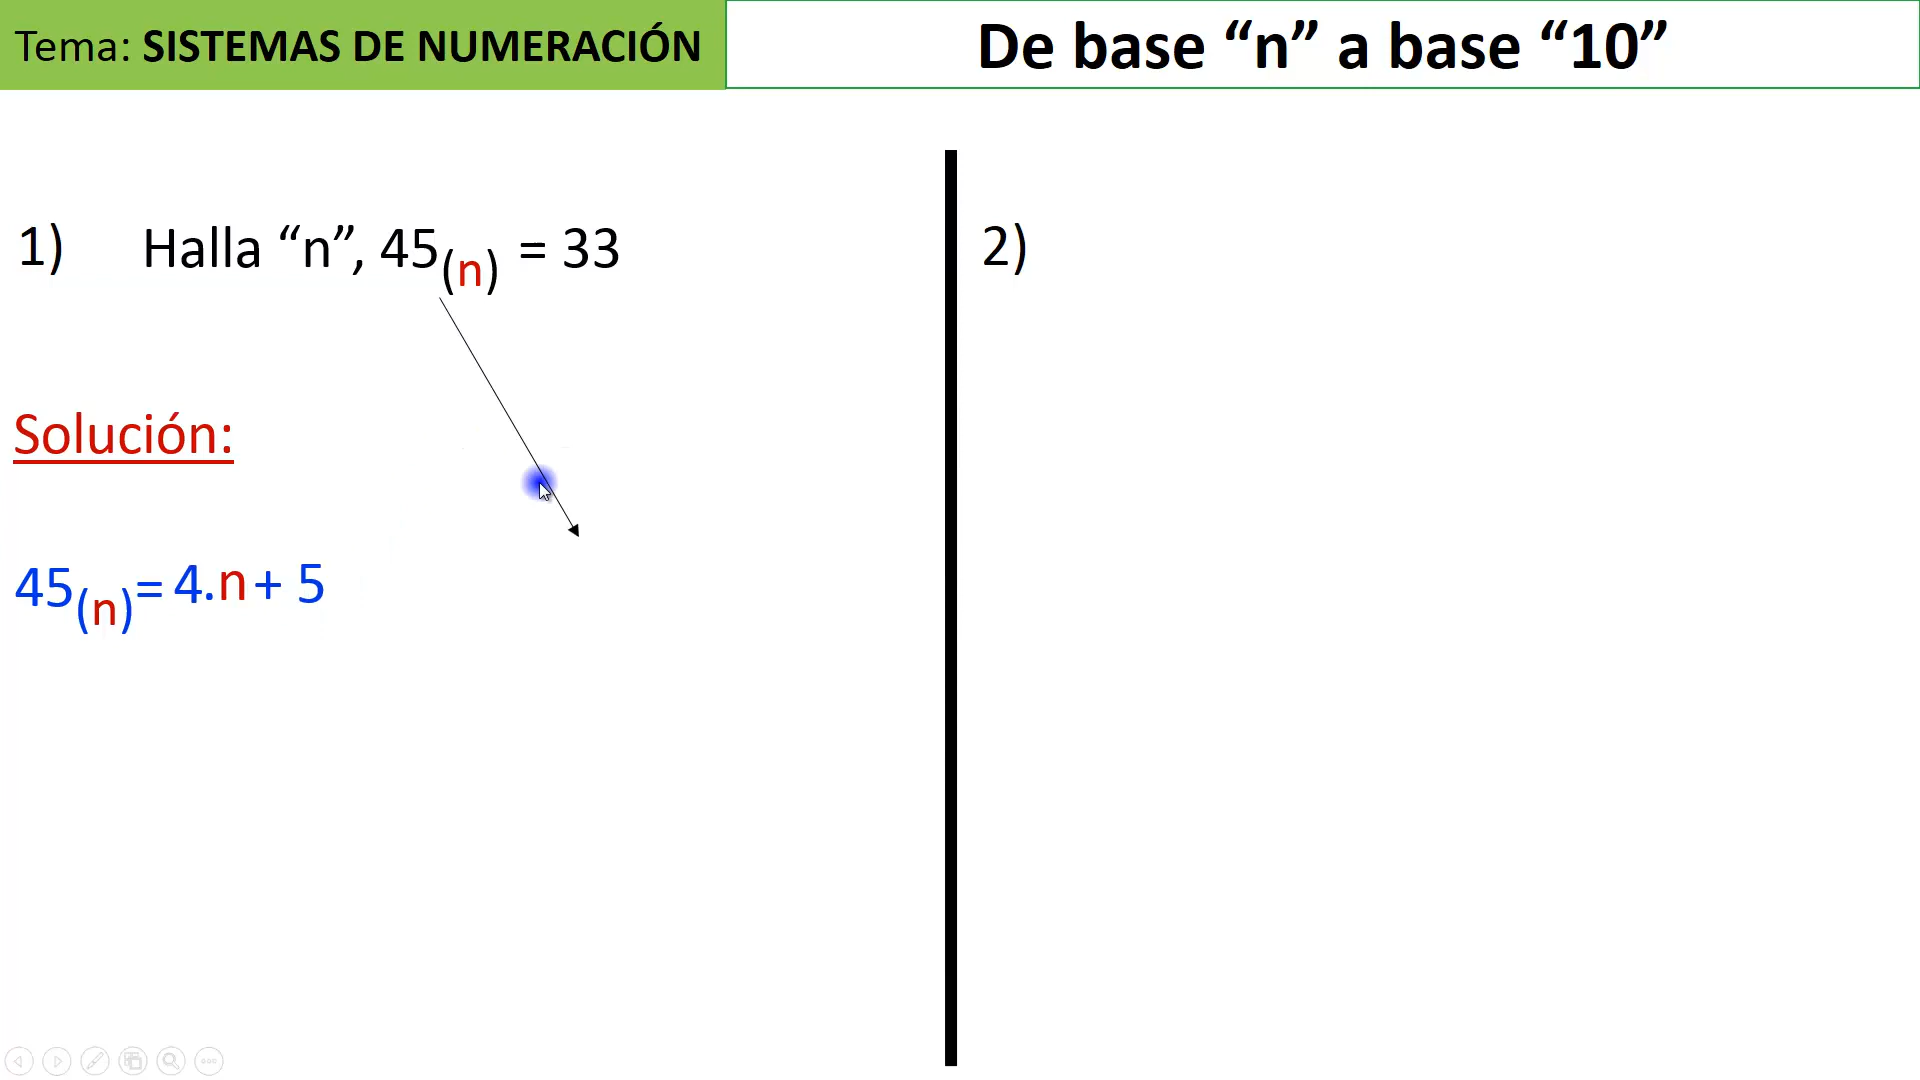 Tema: SISTEMAS DE NUMERACIÓN
De base “n” a base “10”
1) Halla “n”, 45(n) = 33
Solución:
45(n)= 4.n+ 5
2)